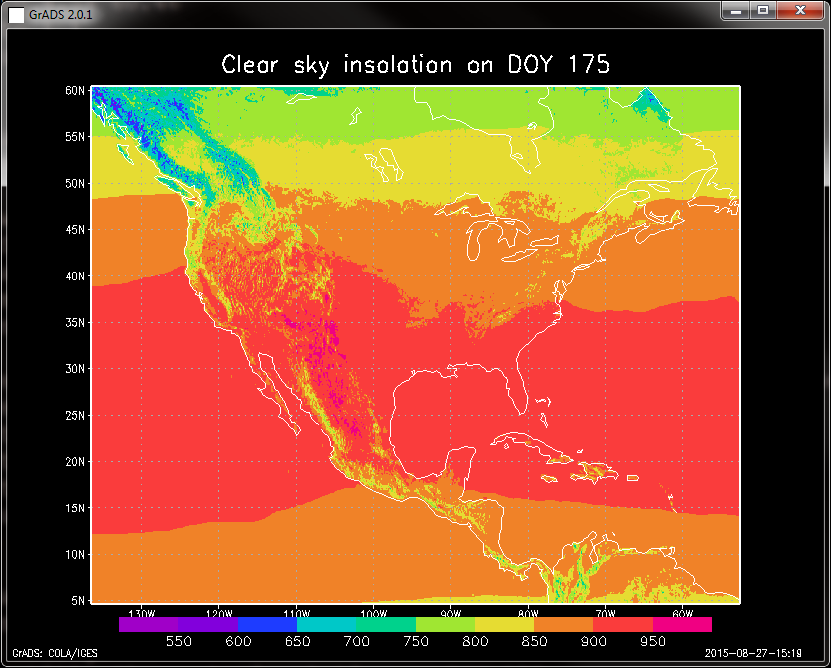 GrADS 2.0.1
Clear sky insolation on DOY 175
60N
55N
50N
45N
40N
35N
30N
25N
20N
15N
10N
5N
130W 120W 110W 100W 90W 80W 70W 60W
550 600 650 700 750 800 850 900 950
GrADS: COLA/IGES 2015-08-27-15:19